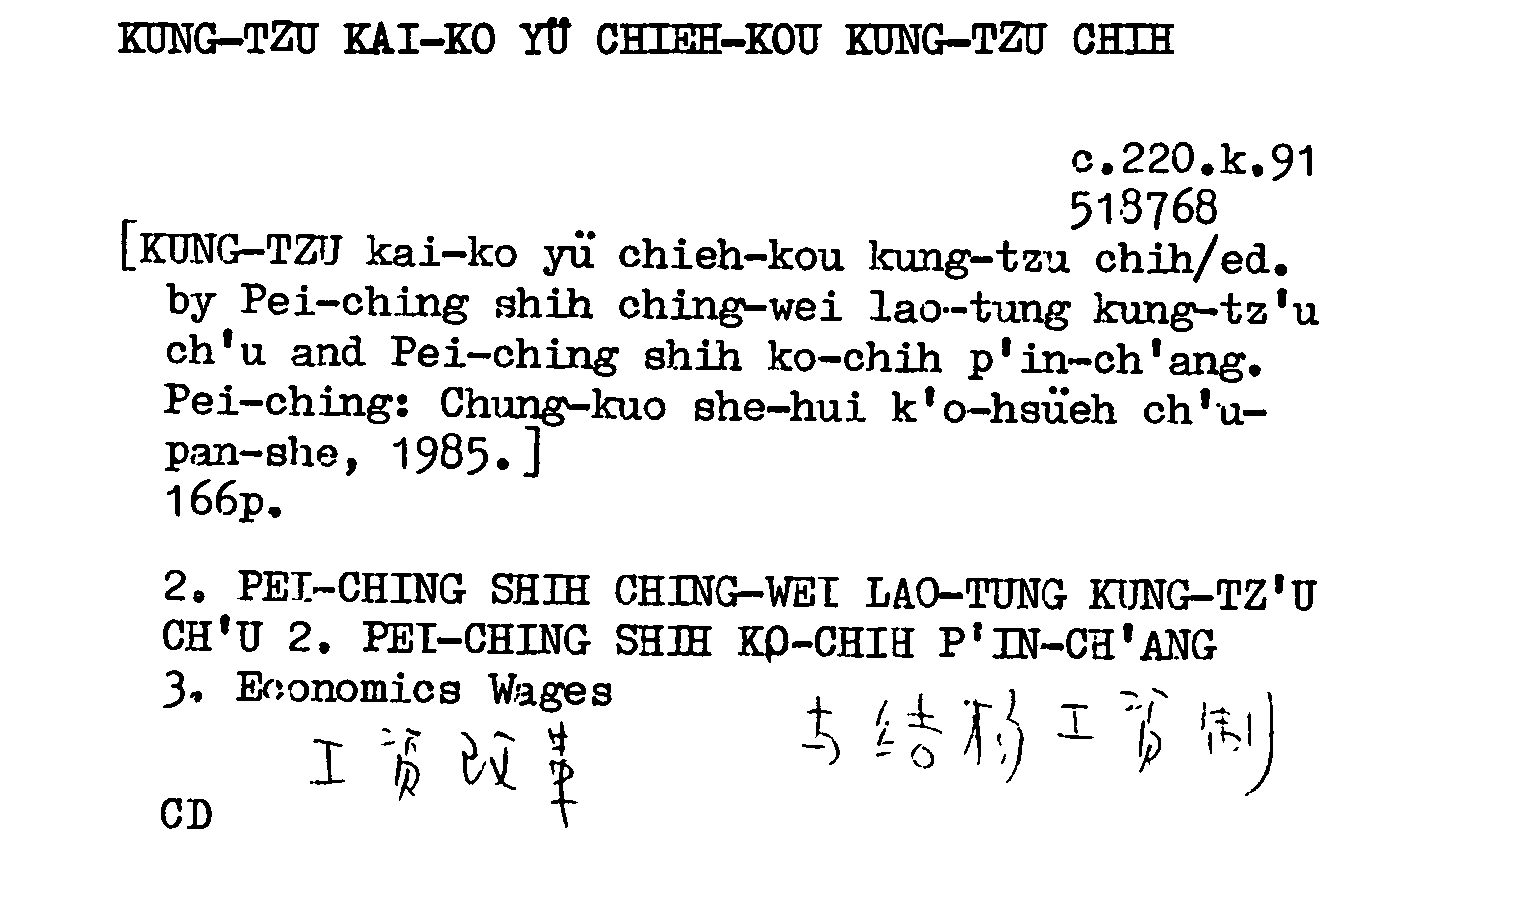 KUNG-TZU KAI-KO YÜ CHIEH-KOU KUNG-TZU CHIH
c.220.k.91
518768
[KUNG-TZU kai-ko yü chieh-kou kung-tzu chih/ed.
by Pei-ching shih ching-wei lao-tung kung-tz'u
ch'u and Pei-ching shih ko-chih p'in-ch'ang.
Pei-ching: Chung-kuo she-hui k'o-hsüeh ch'u-
pan-she, 1985.]
166p.
2. PEI-CHING SHIH CHING-WEI LAO-TUNG KUNG-TZ'U
CH'U 2. PEI-CHING SHIH KO-CHIH P'IN-CH'ANG
3. Economics Wages
工资改革 与结构工资制
CD